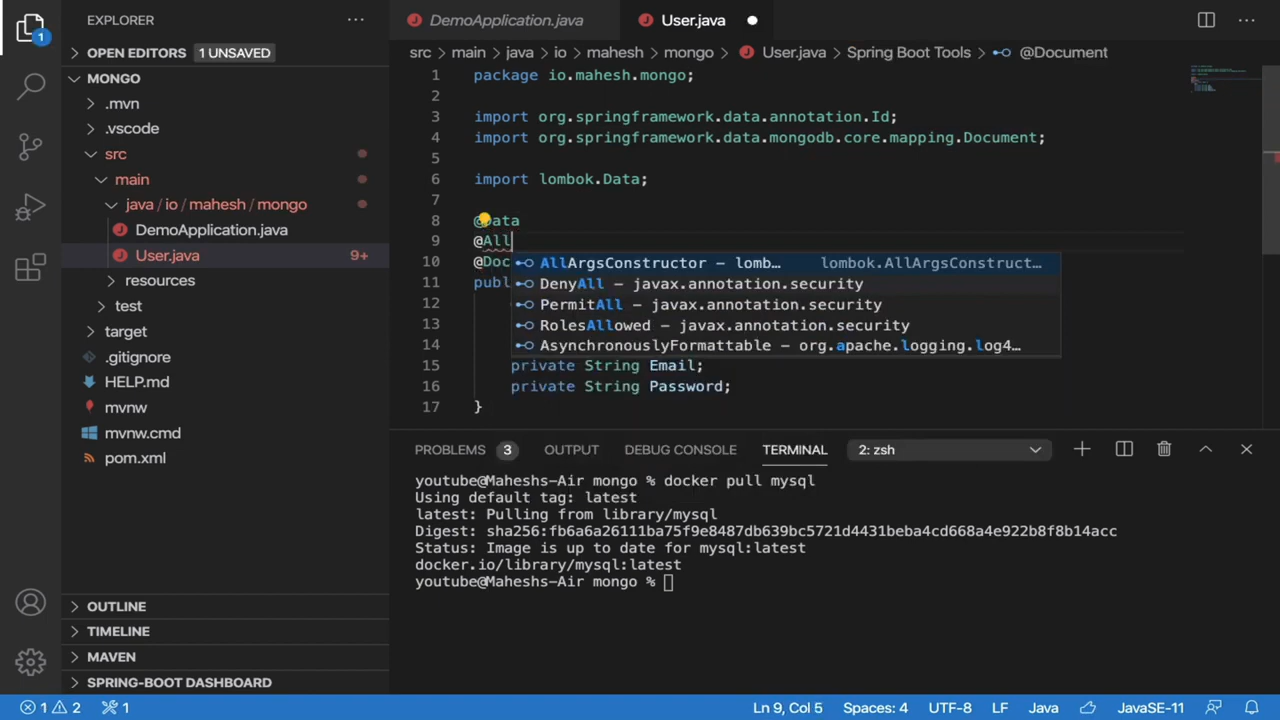 EXPLORER
DemoApplication.java
User.java
OPEN EDITORS 1 UNSAVED
src main java io mahesh mongo User.java Spring Boot Tools @Document
MONGO
.mvn
.vscode
src
main
java / io / mahesh / mongo
DemoApplication.java
User.java 9+
resources
test
target
.gitignore
HELP.md
mvnw
mvnw.cmd
pom.xml
OUTLINE
TIMELINE
MAVEN
SPRING-BOOT DASHBOARD
1
1 package io.mahesh.mongo;
2
3 import org.springframework.data.annotation.Id;
4 import org.springframework.data.mongodb.core.mapping.Document;
5
6 import lombok.Data;
7
8 @Data
9 @All
10 @Doc
11 publ
12
13
14
15 private String Email;
16 private String Password;
17 }
AllArgsConstructor – lomb… lombok.AllArgsConstruct…
DenyAll – javax.annotation.security
PermitAll – javax.annotation.security
RolesAllowed – javax.annotation.security
AsynchronouslyFormattable – org.apache.logging.log4…
PROBLEMS 3 OUTPUT DEBUG CONSOLE TERMINAL 2: zsh
youtube@Maheshs-Air mongo % docker pull mysql
Using default tag: latest
latest: Pulling from library/mysql
Digest: sha256:fb6a6a26111ba75f9e8487db639bc5721d4431beba4cd668a4e922b8f8b14acc
Status: Image is up to date for mysql:latest
docker.io/library/mysql:latest
youtube@Maheshs-Air mongo %
1 2 1 Ln 9, Col 5 Spaces: 4 UTF-8 LF Java JavaSE-11